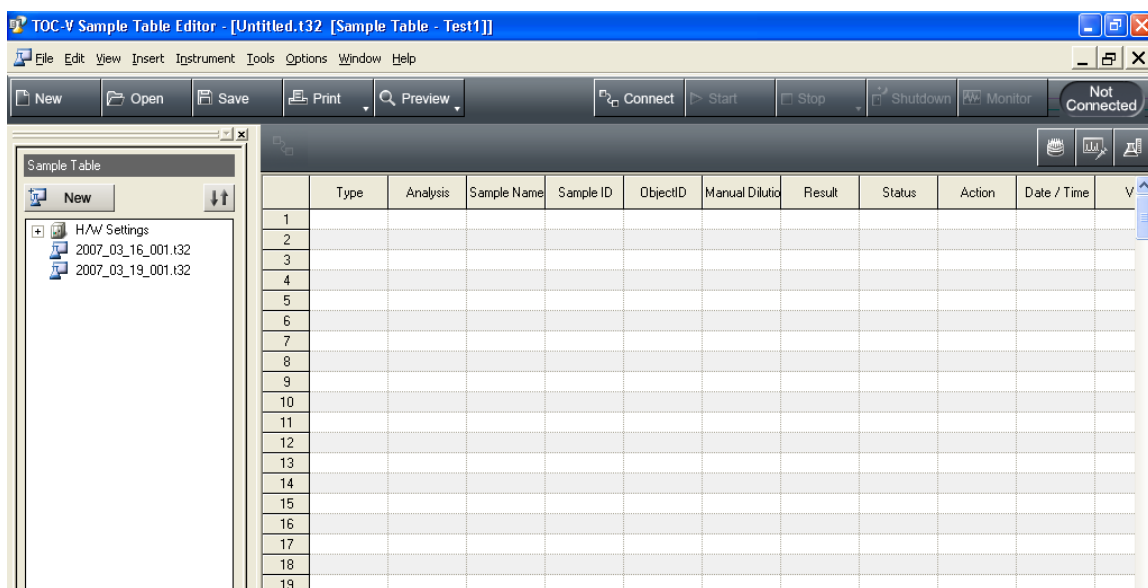 TOC-V Sample Table Editor - [Untitled.t32 [Sample Table - Test1]]
File Edit View Insert Instrument Tools Options Window Help
New Open Save Print Preview Connect Start Stop Shutdown Monitor Not Connected
Sample Table
New
H/W Settings
2007_03_16_001.t32
2007_03_19_001.t32
Type Analysis Sample Name Sample ID ObjectID Manual Dilutio Result Status Action Date / Time V
1
2
3
4
5
6
7
8
9
10
11
12
13
14
15
16
17
18
19